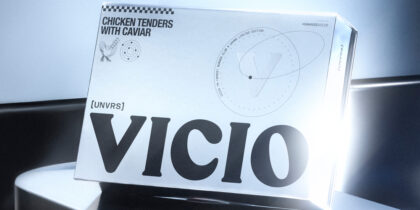 CHICKEN TENDERS
WITH CAVIAR
[UNVRS]
VICIO